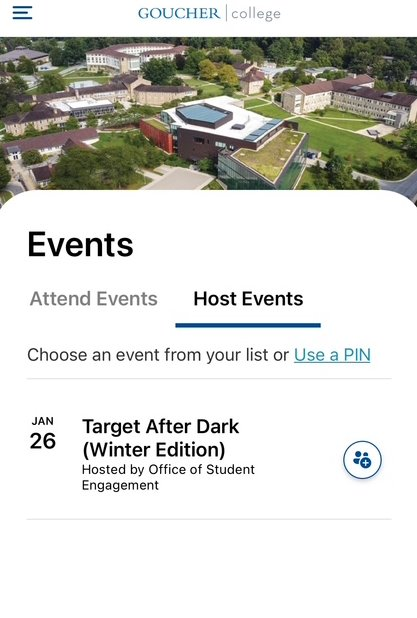 GOUCHER | college
Events
Attend Events
Host Events
Choose an event from your list or Use a PIN
JAN
26
Target After Dark
(Winter Edition)
Hosted by Office of Student
Engagement